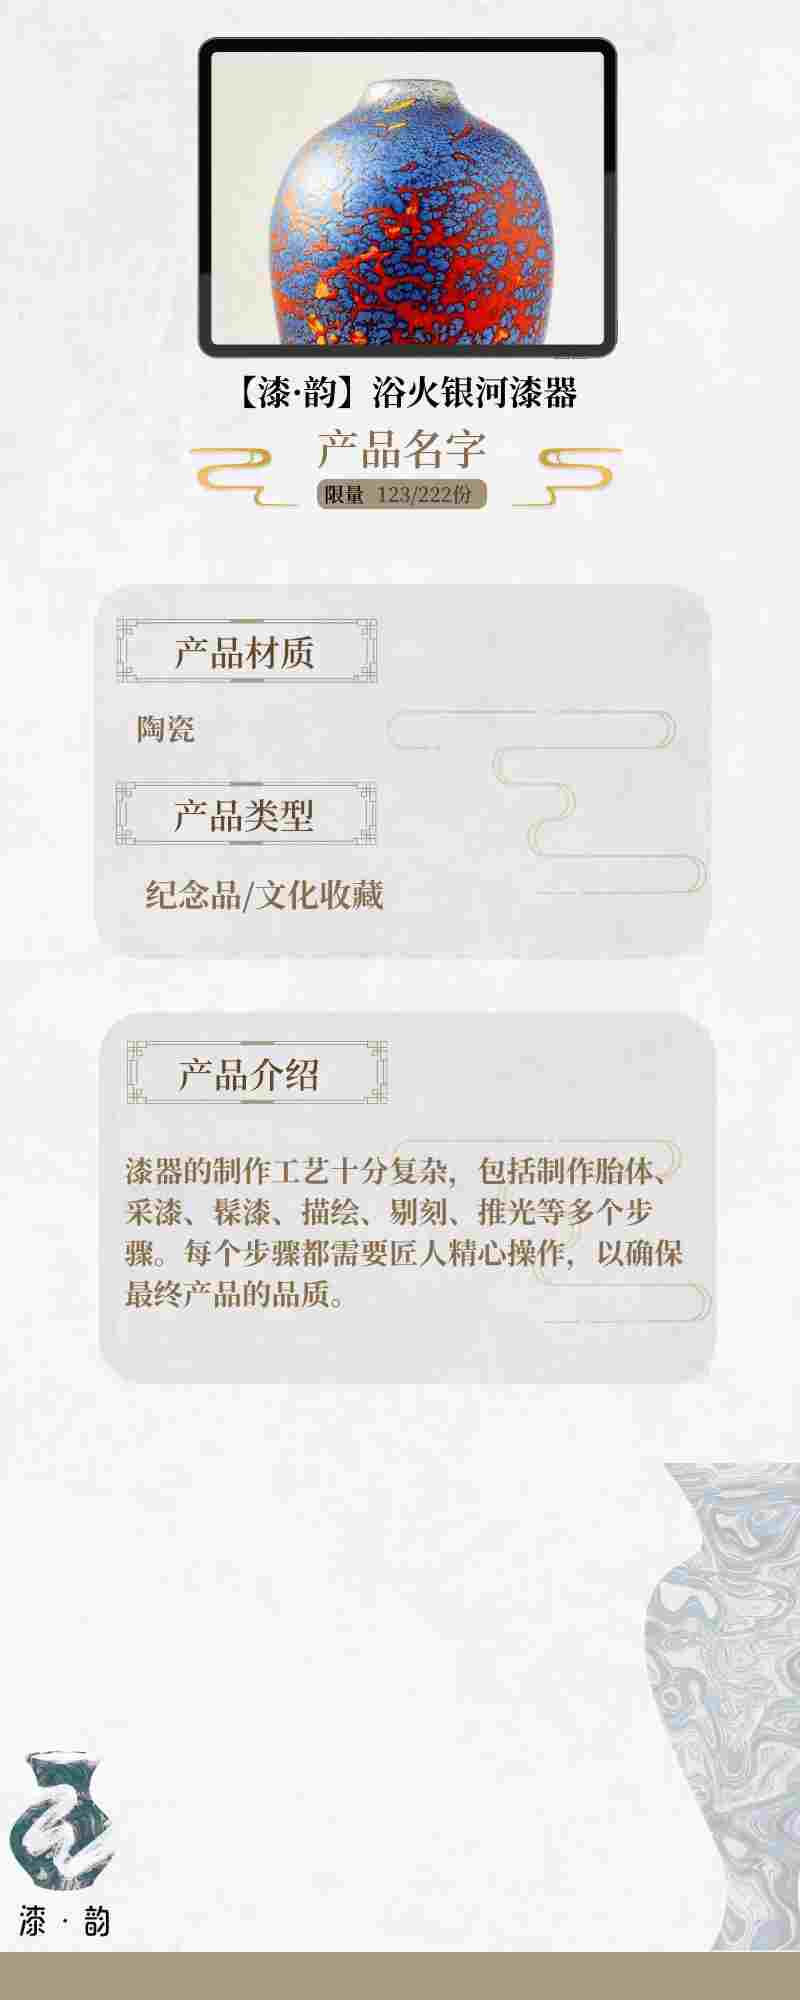 【漆·韵】浴火银河漆器
产品名字
限量 123/222份
产品材质
陶瓷
产品类型
纪念品/文化收藏
产品介绍
漆器的制作工艺十分复杂，包括制作胎体、
采漆、髹漆、描绘、剔刻、推光等多个步
骤。每个步骤都需要匠人精心操作，以确保
最终产品的品质。
漆·韵